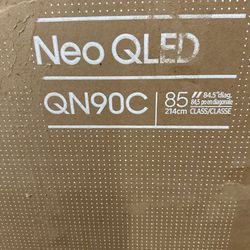 Neo QLED
QN90C
85" 84.5" diag.
84,5 po en diagonale
214cm CLASS/CLASSE